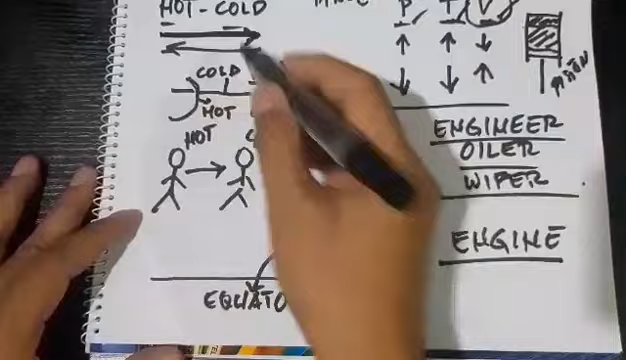 HOT-COLD
P T V
COLD
HOT
HOT
ENGINEER
OILER
WIPER
ENGINE